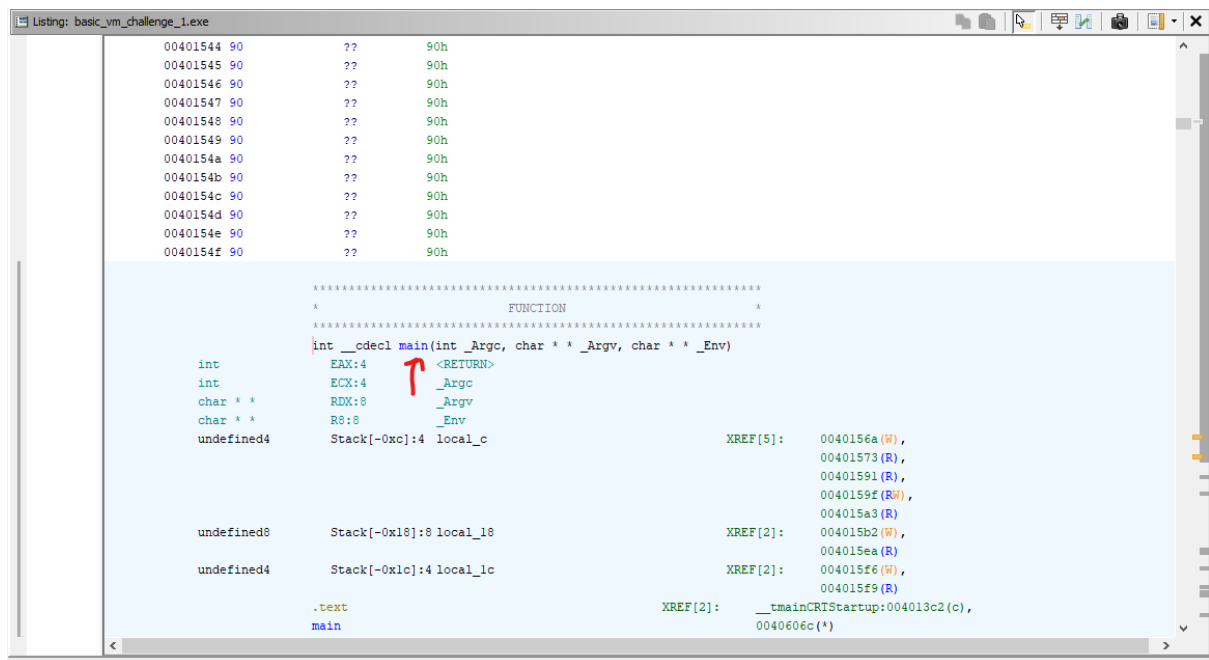 Listing: basic_vm_challenge_1.exe
00401544 90 ?? 90h
00401545 90 ?? 90h
00401546 90 ?? 90h
00401547 90 ?? 90h
00401548 90 ?? 90h
00401549 90 ?? 90h
0040154a 90 ?? 90h
0040154b 90 ?? 90h
0040154c 90 ?? 90h
0040154d 90 ?? 90h
0040154e 90 ?? 90h
0040154f 90 ?? 90h
**************************************************************
* FUNCTION *
**************************************************************
int __cdecl main(int _Argc, char * * _Argv, char * * _Env)
int EAX:4 <RETURN>
int ECX:4 _Argc
char * * RDX:8 _Argv
char * * R8:8 _Env
undefined4 Stack[-0xc]:4 local_c XREF[5]: 0040156a(W),
00401573(R),
00401591(R),
0040159f(RW),
004015a3(R)
undefined8 Stack[-0x18]:8 local_18 XREF[2]: 004015b2(W),
004015ea(R)
undefined4 Stack[-0x1c]:4 local_1c XREF[2]: 004015f6(W),
004015f9(R)
.text XREF[2]: __tmainCRTStartup:004013c2(c),
main 0040606c(*)